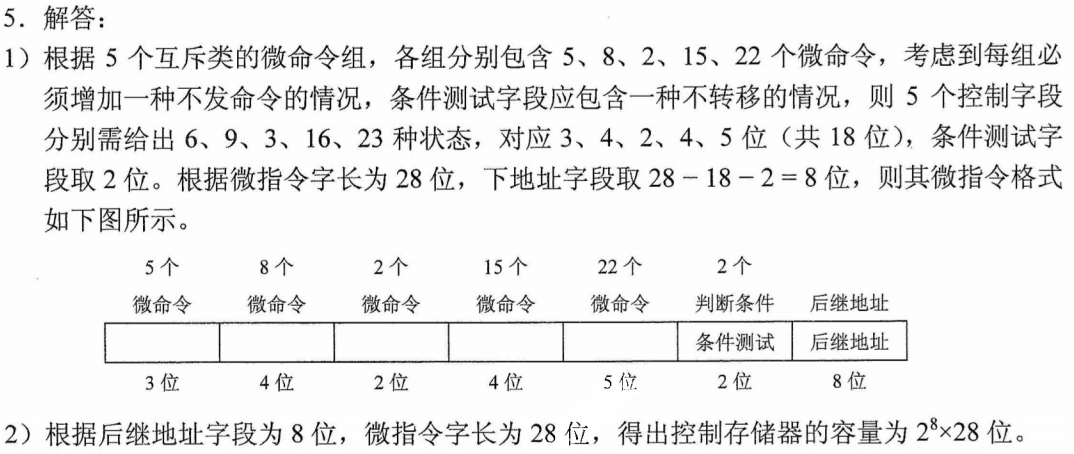 5．解答：
1）根据 5 个互斥类的微命令组，各组分别包含 5、8、2、15、22 个微命令，考虑到每组必
须增加一种不发命令的情况，条件测试字段应包含一种不转移的情况，则 5 个控制字段
分别需给出 6、9、3、16、23 种状态，对应 3、4、2、4、5 位（共 18 位），条件测试字
段取 2 位。根据微指令字长为 28 位，下地址字段取 28 − 18 − 2 = 8 位，则其微指令格式
如下图所示。
5 个 8 个 2 个 15 个 22 个 2 个
微命令 微命令 微命令 微命令 微命令 判断条件 后继地址
条件测试 后继地址
3 位 4 位 2 位 4 位 5 位 2 位 8 位
2）根据后继地址字段为 8 位，微指令字长为 28 位，得出控制存储器的容量为 2⁸×28 位。